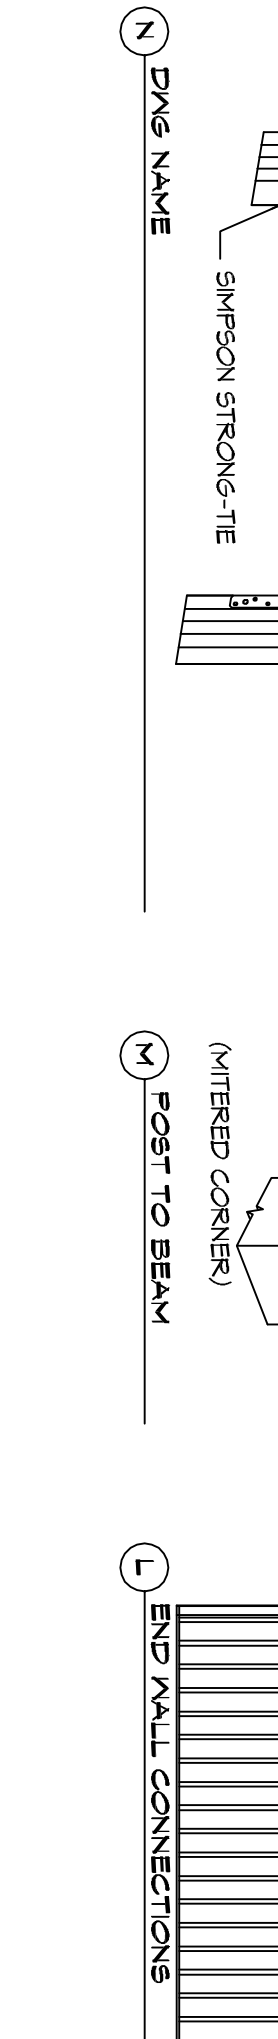 SIMPSON STRONG-TIE
N
DWG NAME
(MITERED CORNER)
M
POST TO BEAM
L
END WALL CONNECTIONS